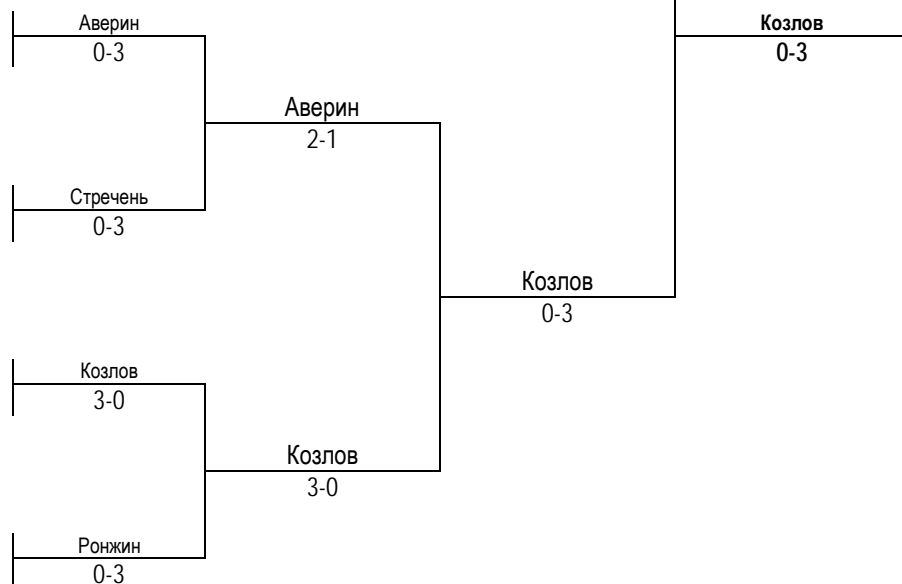 Аверин
0-3
Козлов
0-3
Аверин
2-1
Стречень
0-3
Козлов
0-3
Козлов
3-0
Козлов
3-0
Ронжин
0-3